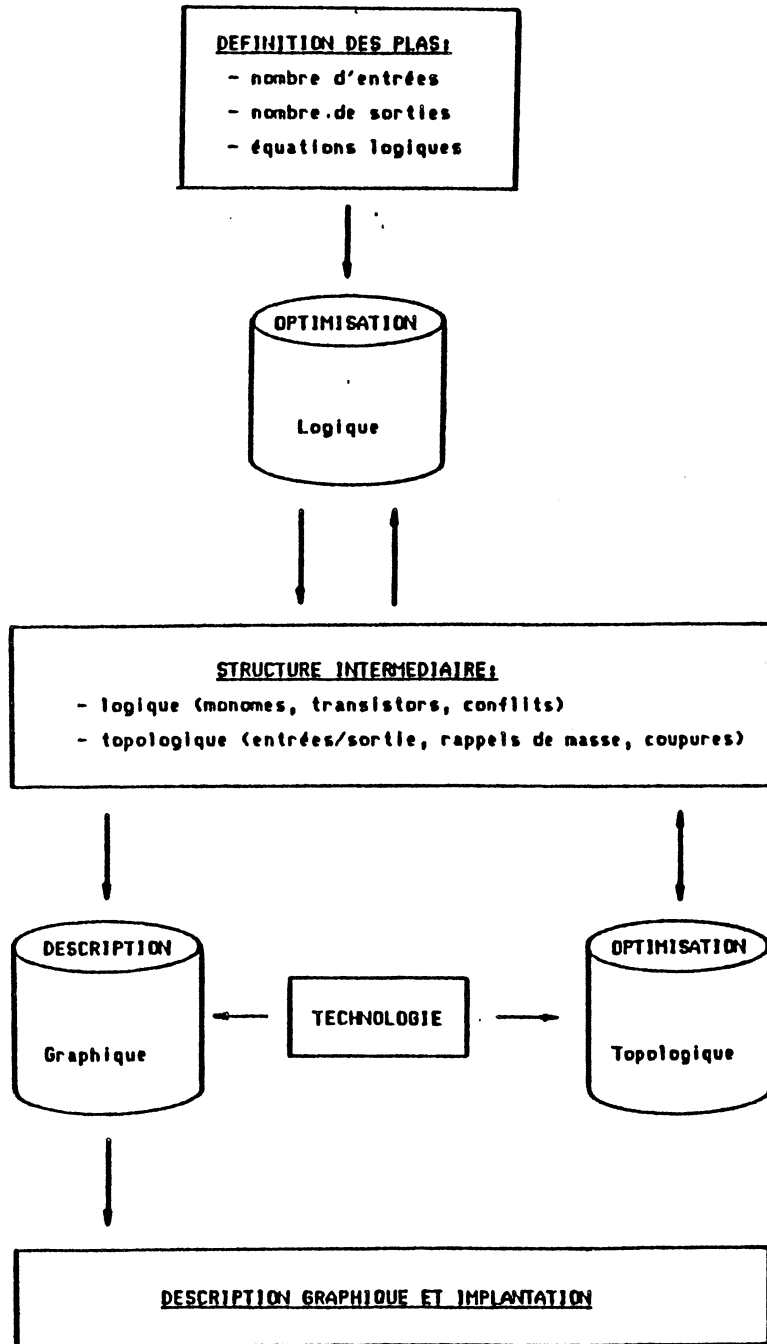 DEFINITION DES PLAS:
- nombre d'entrées
- nombre de sorties
- équations logiques
OPTIMISATION
Logique
STRUCTURE INTERMEDIAIRE:
- logique (monomes, transistors, conflits)
- topologique (entrées/sortie, rappels de masse, coupures)
DESCRIPTION
OPTIMISATION
TECHNOLOGIE
Graphique
Topologique
DESCRIPTION GRAPHIQUE ET IMPLANTATION